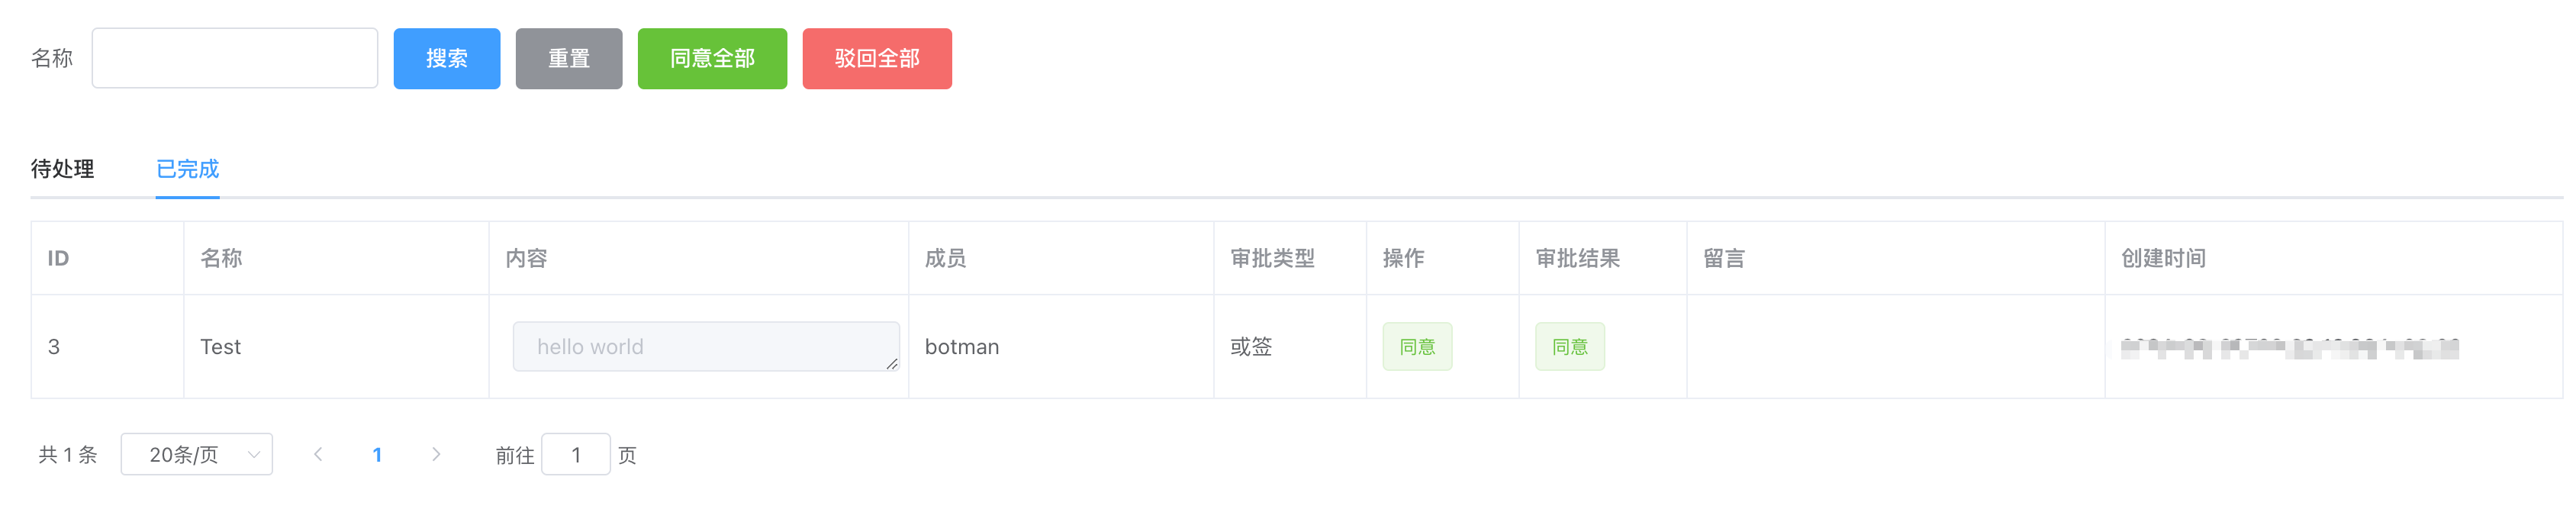 名称 搜索 重置 同意全部 驳回全部
待处理 已完成
ID 名称 内容 成员 审批类型 操作 审批结果 留言 创建时间
3 Test hello world botman 或签 同意 同意
共 1 条 20条/页 1 前往 1 页